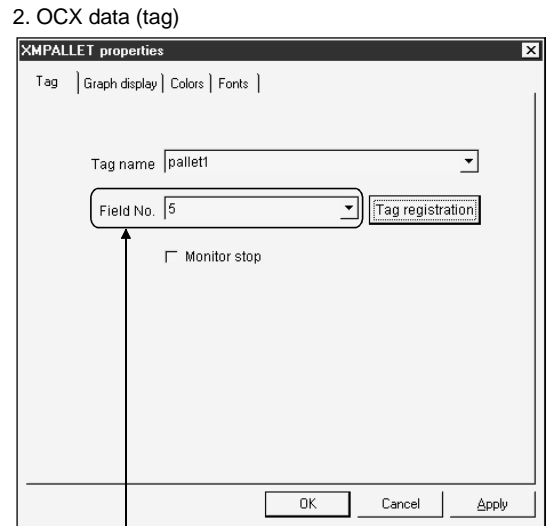 2. OCX data (tag)
XMPALLET properties
Tag Graph display Colors Fonts
Tag name pallet1
Field No. 5 Tag registration
Monitor stop
OK Cancel Apply